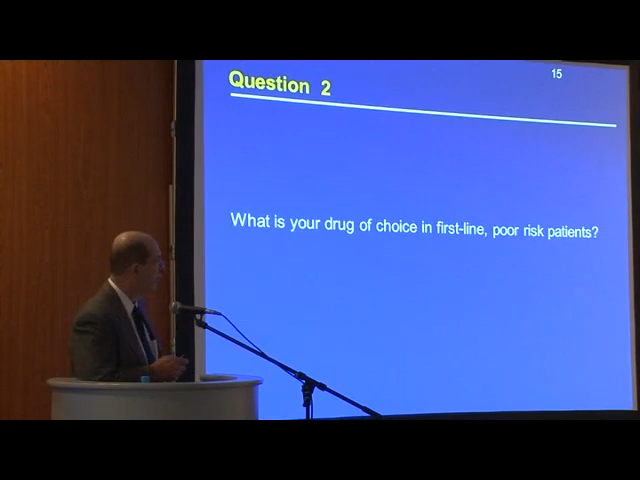 15
Question 2
What is your drug of choice in first-line, poor risk patients?